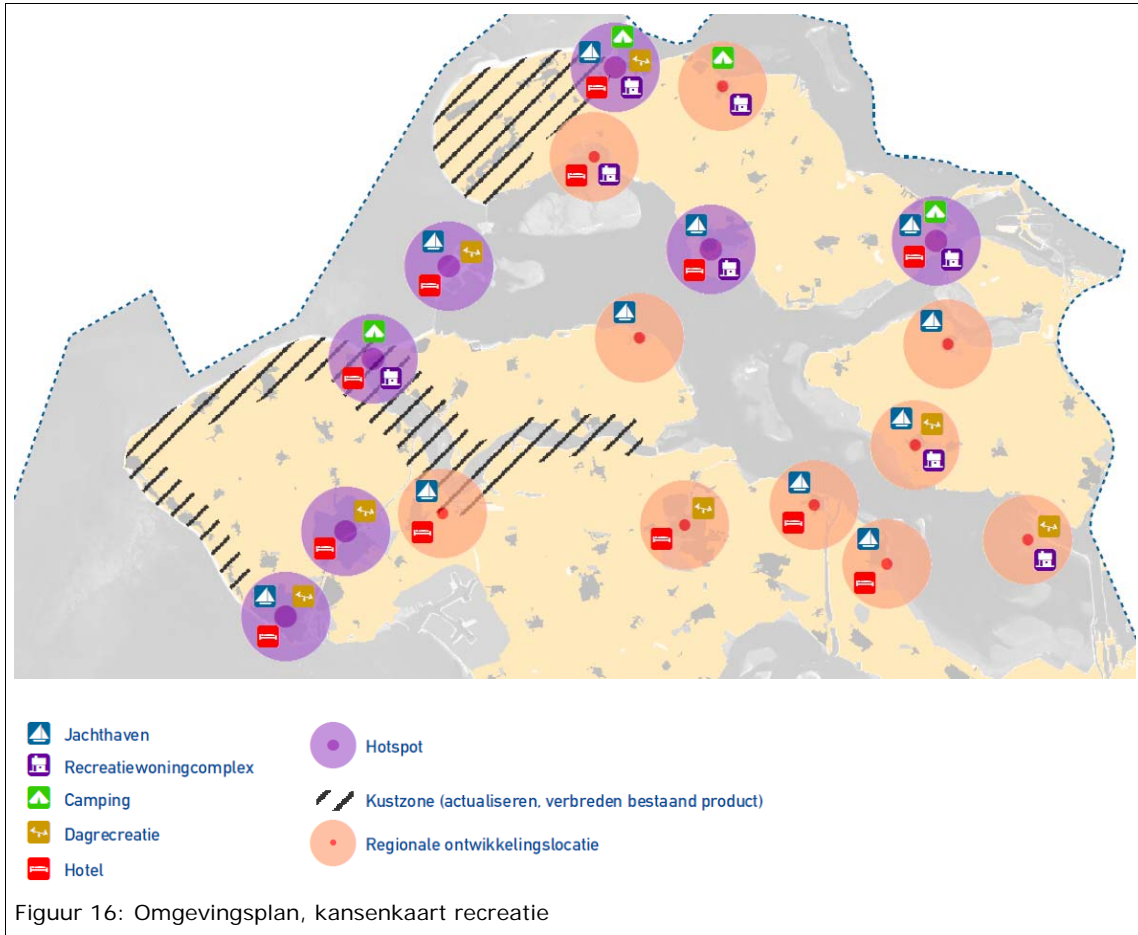 Jachthaven
Recreatiewoningcomplex
Camping
Dagrecreatie
Hotel
Hotspot
Kustzone (actualiseren, verbreden bestaand product)
Regionale ontwikkelingslocatie
Figuur 16: Omgevingsplan, kansenkaart recreatie